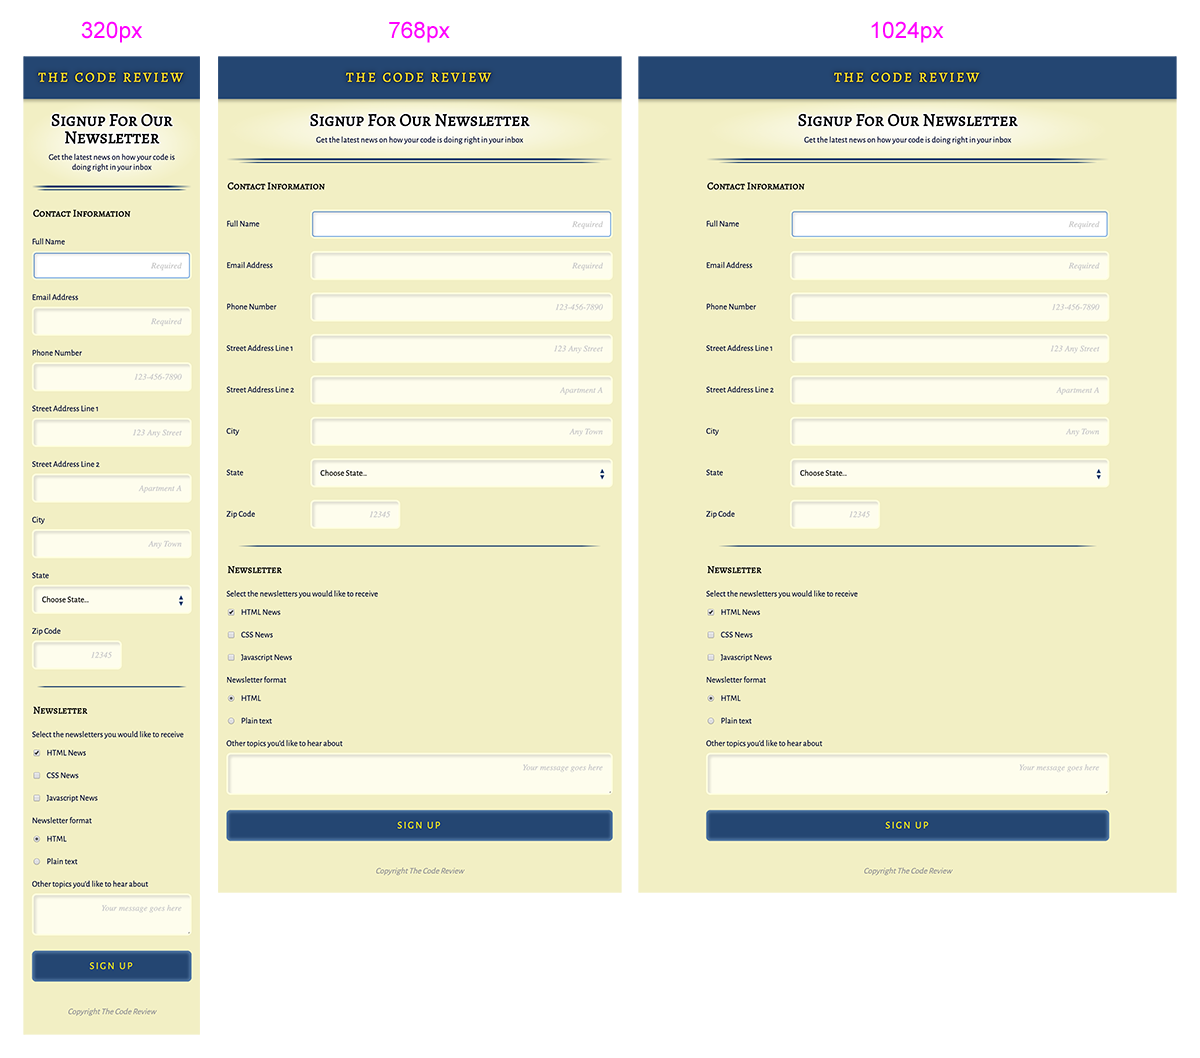 320px
THE CODE REVIEW
Signup For Our
Newsletter
Get the latest news on how your code is
doing right in your inbox
Contact Information
Full Name
Required
Email Address
Required
Phone Number
123-456-7890
Street Address Line 1
123 Any Street
Street Address Line 2
Apartment A
City
Any Town
State
Choose State...
Zip Code
12345
Newsletter
Select the newsletters you would like to receive
HTML News
CSS News
Javascript News
Newsletter format
HTML
Plain text
Other topics you'd like to hear about
Your message goes here
SIGN UP
Copyright The Code Review
768px
THE CODE REVIEW
Signup For Our Newsletter
Get the latest news on how your code is doing right in your inbox
Contact Information
Full Name
Required
Email Address
Required
Phone Number
123-456-7890
Street Address Line 1
123 Any Street
Street Address Line 2
Apartment A
City
Any Town
State
Choose State...
Zip Code
12345
Newsletter
Select the newsletters you would like to receive
HTML News
CSS News
Javascript News
Newsletter format
HTML
Plain text
Other topics you'd like to hear about
Your message goes here
SIGN UP
Copyright The Code Review
1024px
THE CODE REVIEW
Signup For Our Newsletter
Get the latest news on how your code is doing right in your inbox
Contact Information
Full Name
Required
Email Address
Required
Phone Number
123-456-7890
Street Address Line 1
123 Any Street
Street Address Line 2
Apartment A
City
Any Town
State
Choose State...
Zip Code
12345
Newsletter
Select the newsletters you would like to receive
HTML News
CSS News
Javascript News
Newsletter format
HTML
Plain text
Other topics you'd like to hear about
Your message goes here
SIGN UP
Copyright The Code Review